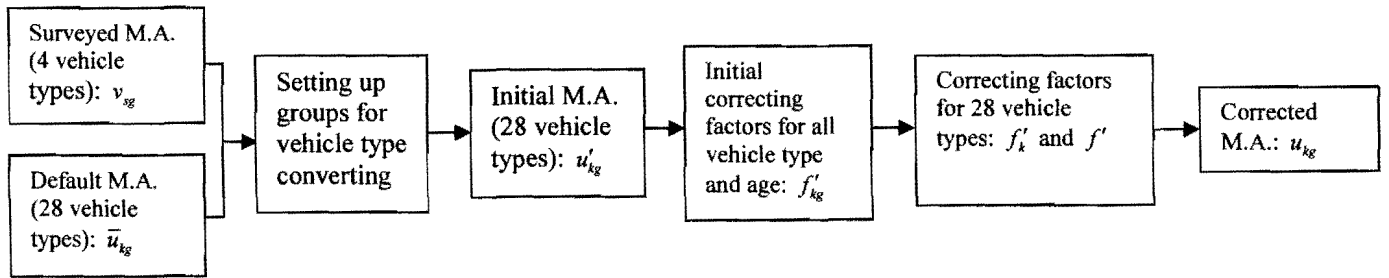 Surveyed M.A.
(4 vehicle
types): v_sg
Default M.A.
(28 vehicle
types): ū_kg
Setting up
groups for
vehicle type
converting
Initial M.A.
(28 vehicle
types): u′_kg
Initial
correcting
factors for all
vehicle type
and age: f′_kg
Correcting factors
for 28 vehicle
types: f′_k and f′
Corrected
M.A.: u_kg